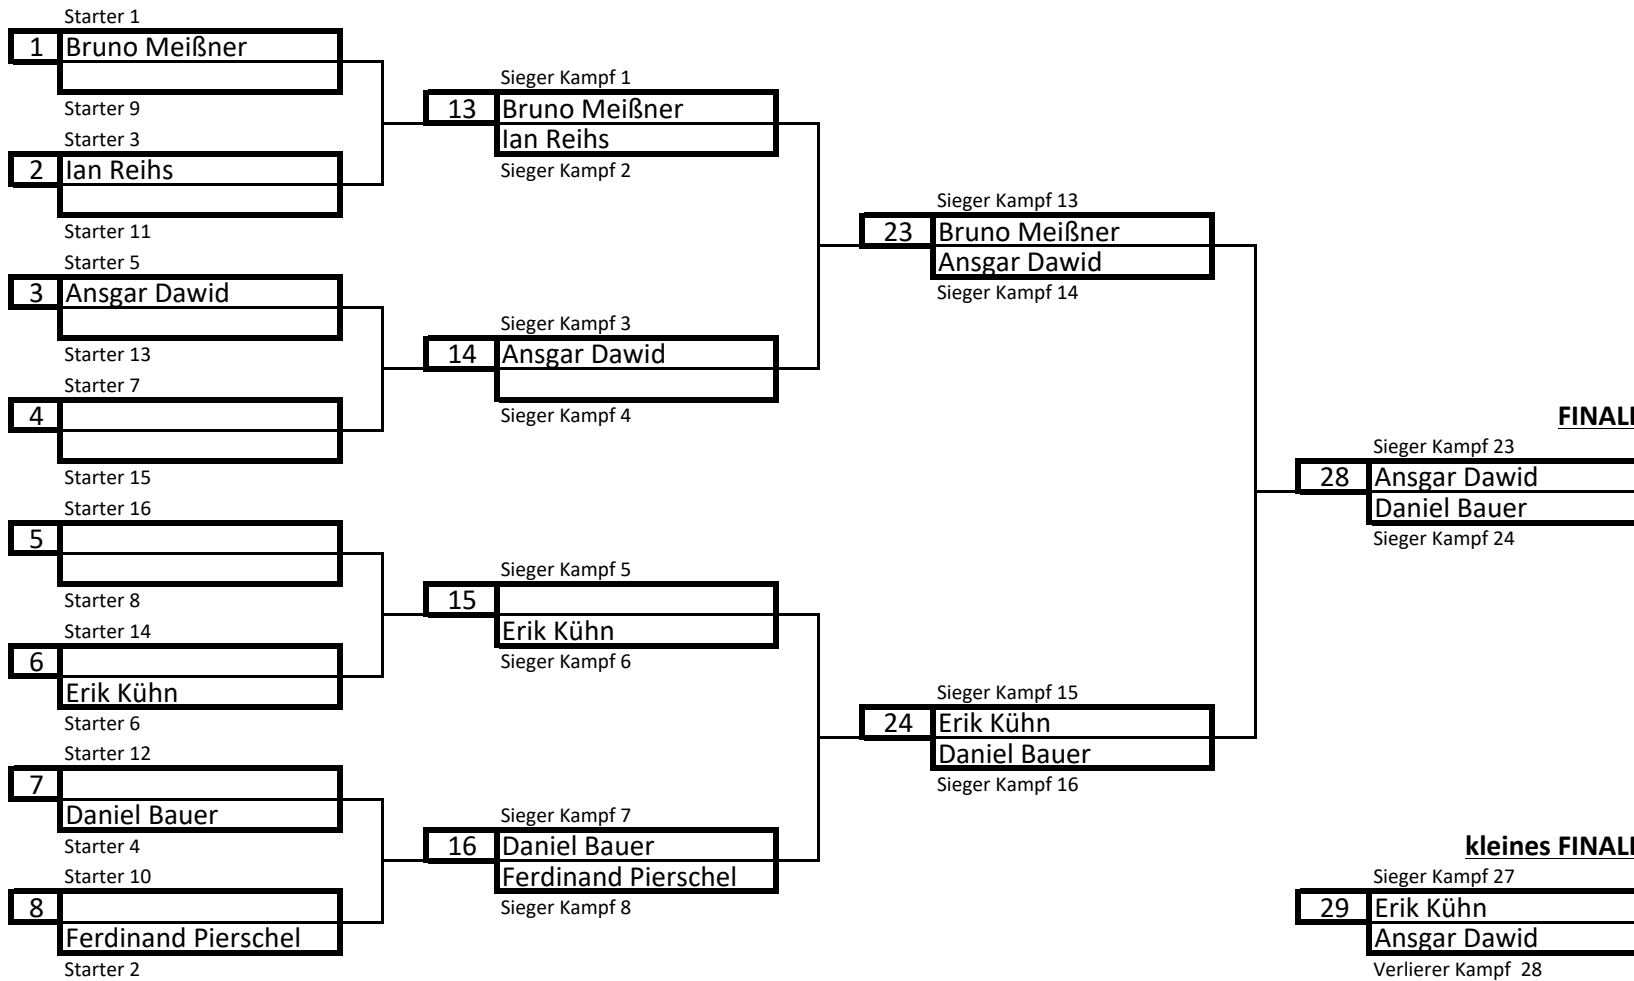 Starter 1
1 Bruno Meißner
Starter 9
Starter 3
2 Ian Reihs
Starter 11
Starter 5
3 Ansgar Dawid
Starter 13
Starter 7
4
Starter 15
Starter 16
5
Starter 8
Starter 14
6
Erik Kühn
Starter 6
Starter 12
7
Daniel Bauer
Starter 4
Starter 10
8
Ferdinand Pierschel
Starter 2
Sieger Kampf 1
13 Bruno Meißner
Ian Reihs
Sieger Kampf 2
Sieger Kampf 3
14 Ansgar Dawid
Sieger Kampf 4
Sieger Kampf 5
15
Erik Kühn
Sieger Kampf 6
Sieger Kampf 7
16 Daniel Bauer
Ferdinand Pierschel
Sieger Kampf 8
Sieger Kampf 13
23 Bruno Meißner
Ansgar Dawid
Sieger Kampf 14
Sieger Kampf 15
24 Erik Kühn
Daniel Bauer
Sieger Kampf 16
FINALE
Sieger Kampf 23
28 Ansgar Dawid
Daniel Bauer
Sieger Kampf 24
kleines FINALE
Sieger Kampf 27
29 Erik Kühn
Ansgar Dawid
Verlierer Kampf 28